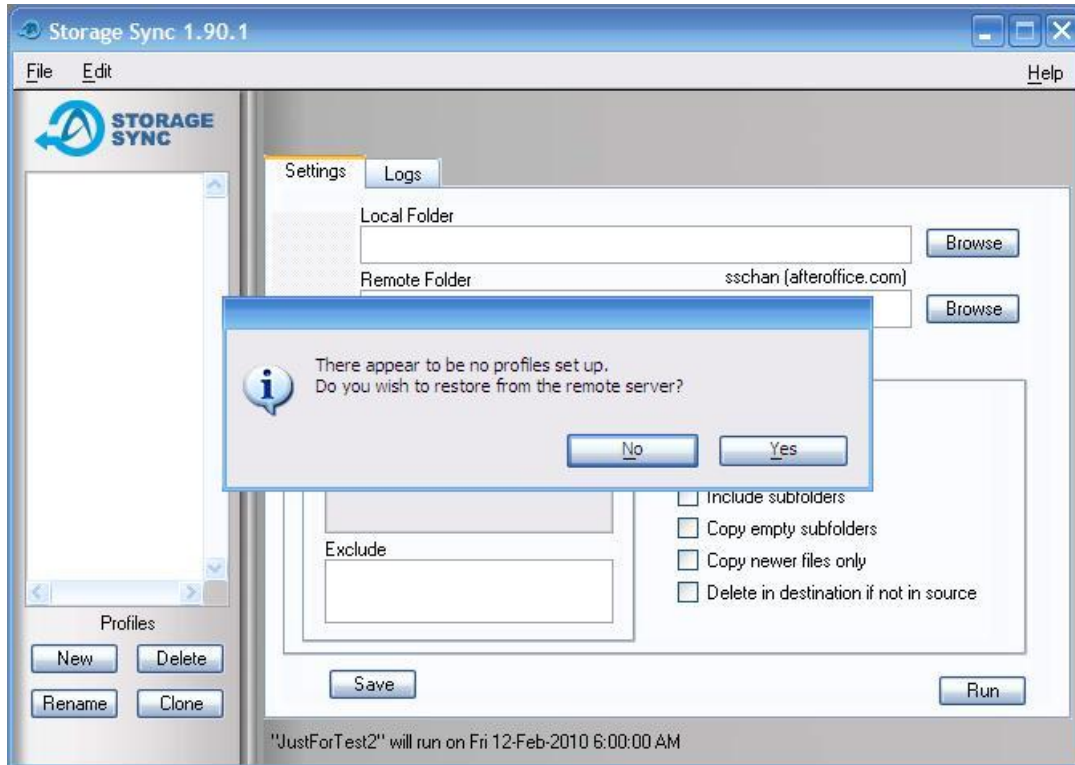 Storage Sync 1.90.1
File Edit Help
STORAGE
SYNC
Settings Logs
Local Folder
Browse
Remote Folder sschan (afteroffice.com)
Browse
There appear to be no profiles set up.
Do you wish to restore from the remote server?
No Yes
Include subfolders
Copy empty subfolders
Exclude
Copy newer files only
Delete in destination if not in source
Profiles
New Delete
Rename Clone
Save
Run
"JustForTest2" will run on Fri 12-Feb-2010 6:00:00 AM